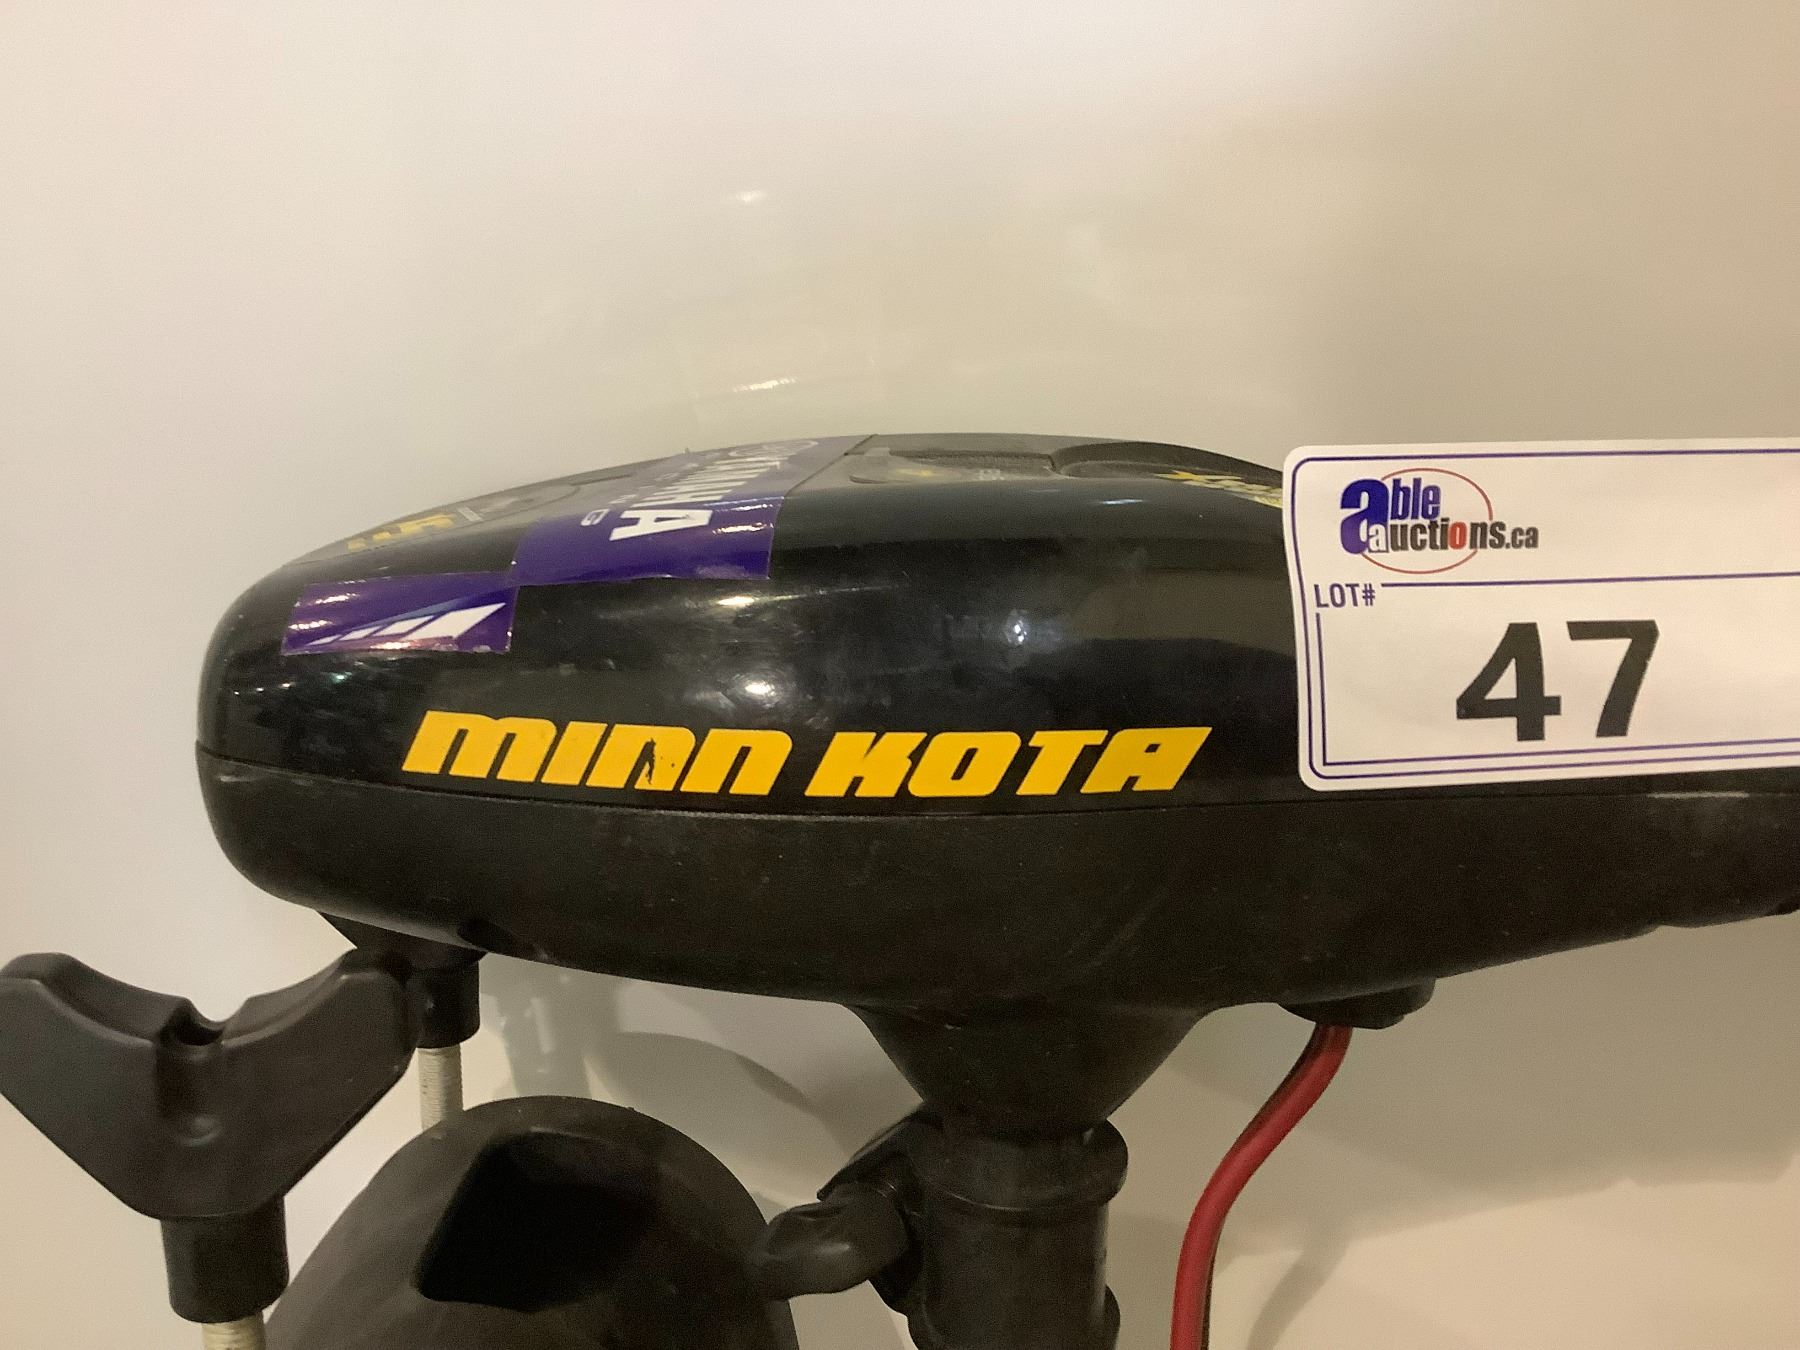 MINN KOTA
able
auctions.ca
LOT#
47